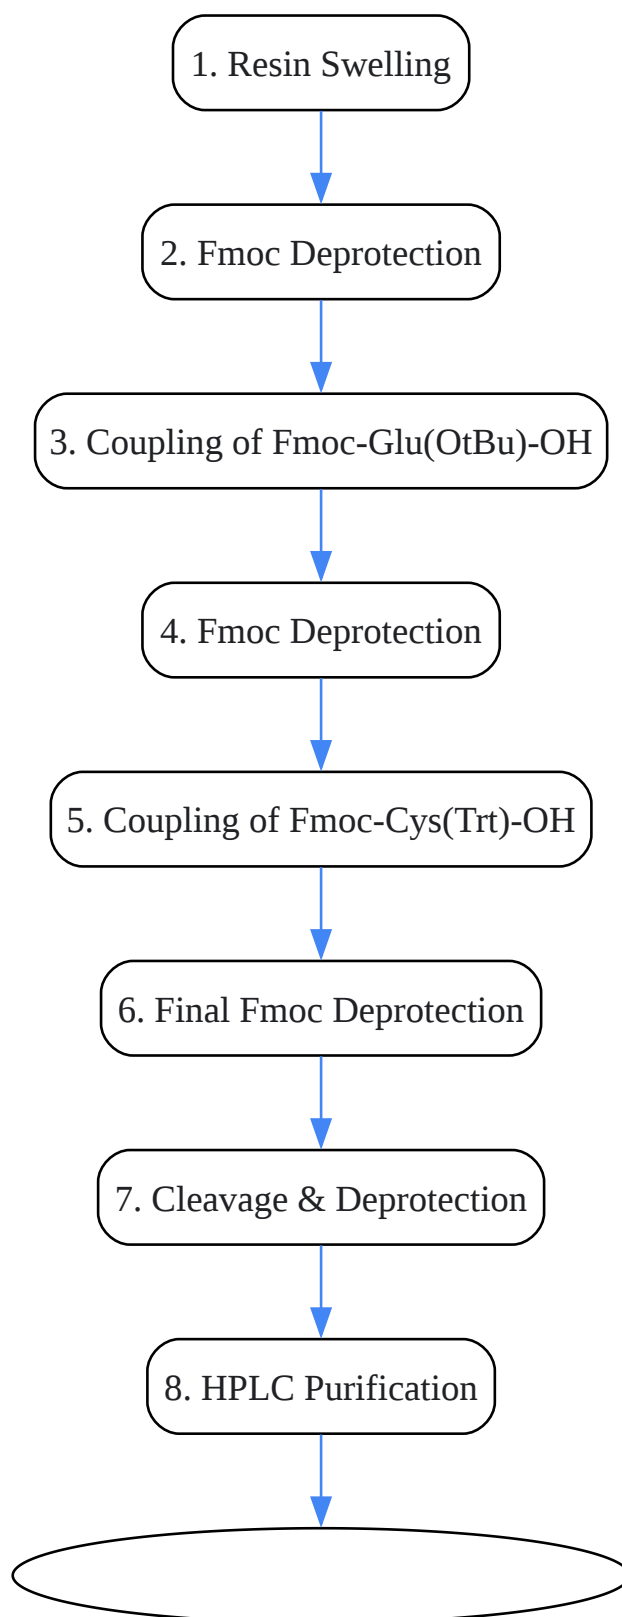 1. Resin Swelling
2. Fmoc Deprotection
3. Coupling of Fmoc-Glu(OtBu)-OH
4. Fmoc Deprotection
5. Coupling of Fmoc-Cys(Trt)-OH
6. Final Fmoc Deprotection
7. Cleavage & Deprotection
8. HPLC Purification